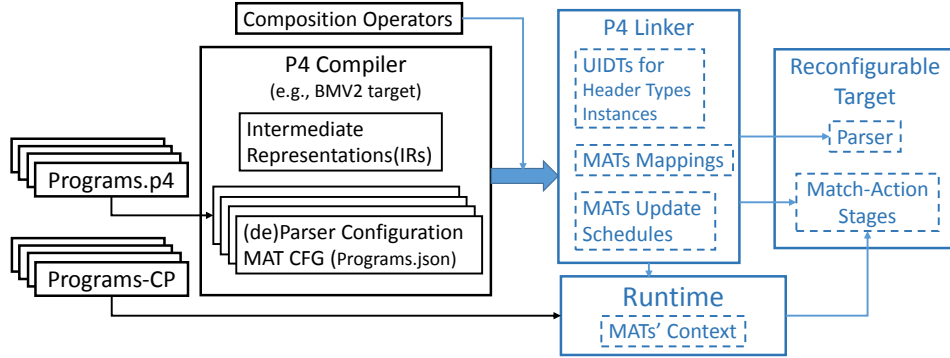 Composition Operators
P4 Compiler
(e.g., BMV2 target)
Intermediate
Representations(IRs)
Programs.p4
(de)Parser Configuration
MAT CFG (Programs.json)
Programs-CP
P4 Linker
UIDTs for
Header Types
Instances
MATs Mappings
MATs Update
Schedules
Reconfigurable
Target
Parser
Match-Action
Stages
Runtime
MATs' Context